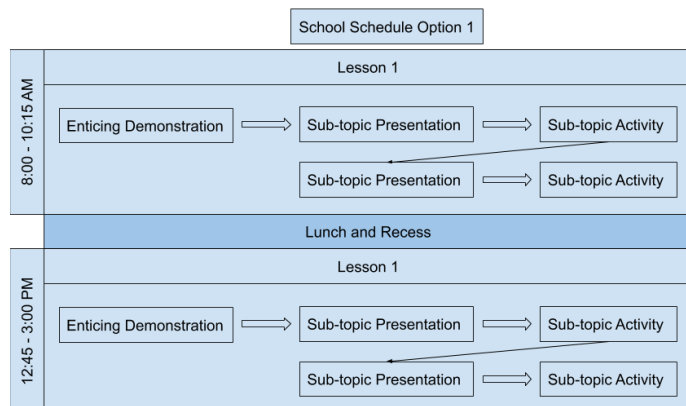 School Schedule Option 1
8:00 - 10:15 AM
Lesson 1
Enticing Demonstration
Sub-topic Presentation
Sub-topic Activity
Sub-topic Presentation
Sub-topic Activity
Lunch and Recess
12:45 - 3:00 PM
Lesson 1
Enticing Demonstration
Sub-topic Presentation
Sub-topic Activity
Sub-topic Presentation
Sub-topic Activity